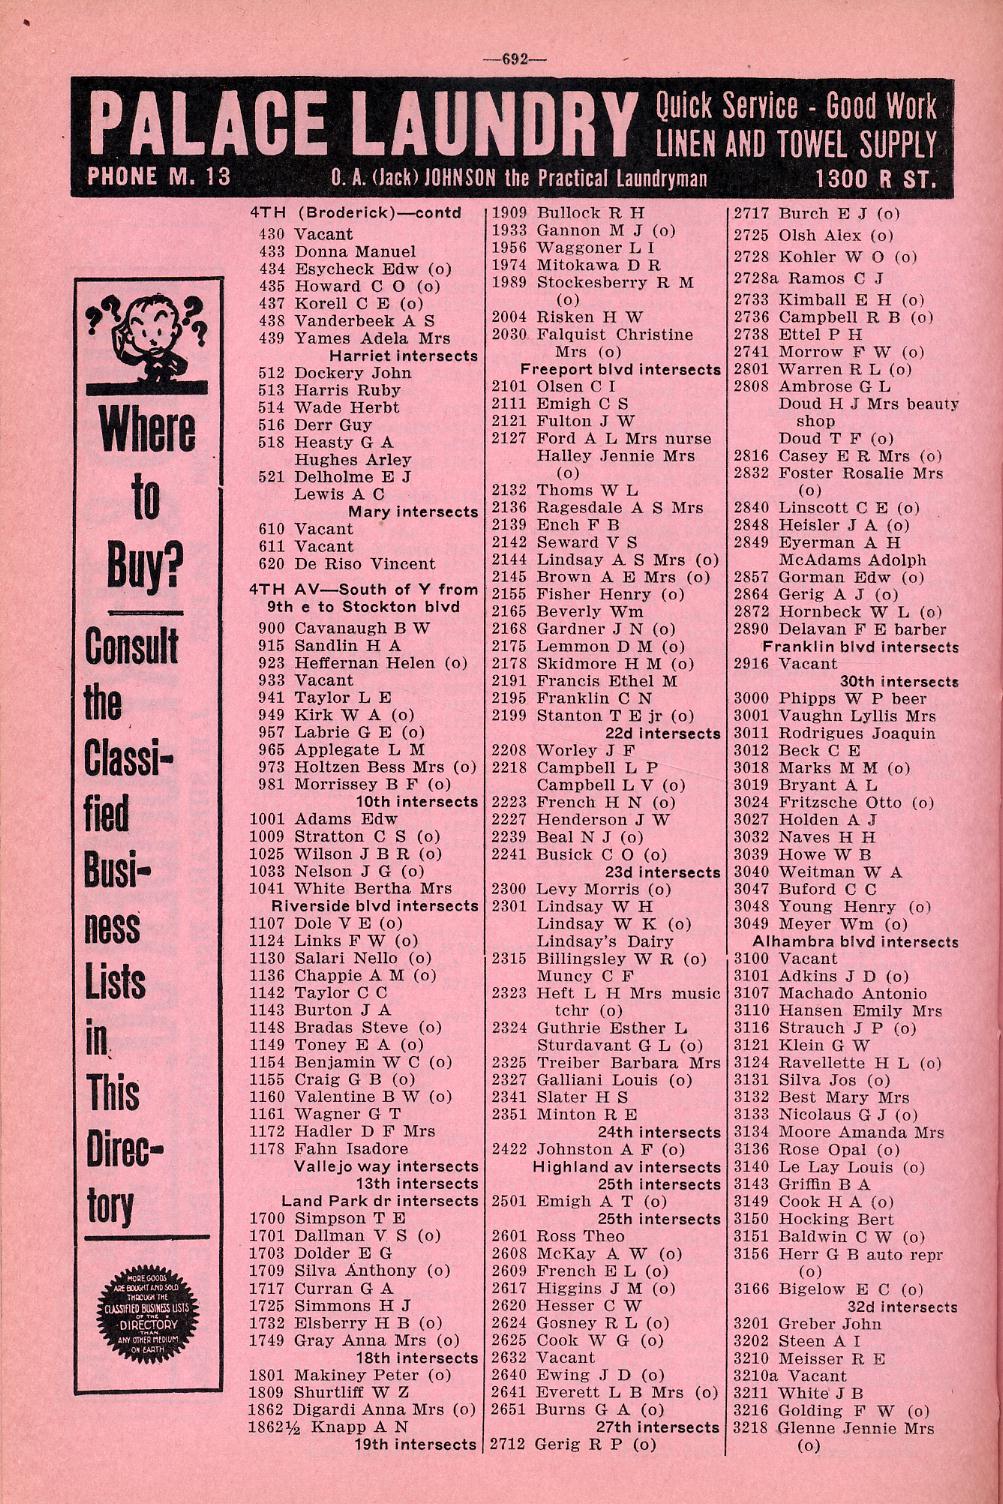 —692—
PALACE LAUNDRY
Quick Service - Good Work
LINEN AND TOWEL SUPPLY
PHONE M. 13
O. A. (Jack) JOHNSON the Practical Laundryman
1300 R ST.
Where
to
Buy?
Consult
the
Classi-
fied
Busi-
ness
Lists
in
This
Direc-
tory
MORE GOODS
ARE BOUGHT AND SOLD
THROUGH THE
CLASSIFIED BUSINESS LISTS
OF THE
DIRECTORY
THAN
ANY OTHER MEDIUM
ON EARTH
4TH (Broderick)—contd
430 Vacant
433 Donna Manuel
434 Esycheck Edw (o)
435 Howard C O (o)
437 Korell C E (o)
438 Vanderbeek A S
439 Yames Adela Mrs
Harriet intersects
512 Dockery John
513 Harris Ruby
514 Wade Herbt
516 Derr Guy
518 Heasty G A
Hughes Arley
521 Delholme E J
Lewis A C
Mary intersects
610 Vacant
611 Vacant
620 De Riso Vincent
4TH AV—South of Y from
9th e to Stockton blvd
900 Cavanaugh B W
915 Sandlin H A
923 Heffernan Helen (o)
933 Vacant
941 Taylor L E
949 Kirk W A (o)
957 Labrie G E (o)
965 Applegate L M
973 Holtzen Bess Mrs (o)
981 Morrissey B F (o)
10th intersects
1001 Adams Edw
1009 Stratton C S (o)
1025 Wilson J B R (o)
1033 Nelson J G (o)
1041 White Bertha Mrs
Riverside blvd intersects
1107 Dole V E (o)
1124 Links F W (o)
1130 Salari Nello (o)
1136 Chappie A M (o)
1142 Taylor C C
1143 Burton J A
1148 Bradas Steve (o)
1149 Toney E A (o)
1154 Benjamin W C (o)
1155 Craig G B (o)
1160 Valentine B W (o)
1161 Wagner G T
1172 Hadler D F Mrs
1178 Fahn Isadore
Vallejo way intersects
13th intersects
Land Park dr intersects
1700 Simpson T E
1701 Dallman V S (o)
1703 Dolder E G
1709 Silva Anthony (o)
1717 Curran G A
1725 Simmons H J
1732 Elsberry H B (o)
1749 Gray Anna Mrs (o)
18th intersects
1801 Makiney Peter (o)
1809 Shurtliff W Z
1862 Digardi Anna Mrs (o)
1862½ Knapp A N
19th intersects
1909 Bullock R H
1933 Gannon M J (o)
1956 Waggoner L I
1974 Mitokawa D R
1989 Stockesberry R M
(o)
2004 Risken H W
2030 Falquist Christine
Mrs (o)
Freeport blvd intersects
2101 Olsen C I
2111 Emigh C S
2121 Fulton J W
2127 Ford A L Mrs nurse
Halley Jennie Mrs
(o)
2132 Thoms W L
2136 Ragesdale A S Mrs
2139 Ench F B
2142 Seward V S
2144 Lindsay A S Mrs (o)
2145 Brown A E Mrs (o)
2155 Fisher Henry (o)
2165 Beverly Wm
2168 Gardner J N (o)
2175 Lemmon D M (o)
2178 Skidmore H M (o)
2191 Francis Ethel M
2195 Franklin C N
2199 Stanton T E jr (o)
22d intersects
2208 Worley J F
2218 Campbell L P
Campbell L V (o)
2223 French H N (o)
2227 Henderson J W
2239 Beal N J (o)
2241 Busick C O (o)
23d intersects
2300 Levy Morris (o)
2301 Lindsay W H
Lindsay W K (o)
Lindsay's Dairy
2315 Billingsley W R (o)
Muncy C F
2323 Heft L H Mrs music
tchr (o)
2324 Guthrie Esther L
Sturdavant G L (o)
2325 Treiber Barbara Mrs
2327 Galliani Louis (o)
2341 Slater H S
2351 Minton R E
24th intersects
2422 Johnston A F (o)
Highland av intersects
25th intersects
2501 Emigh A T (o)
25th intersects
2601 Ross Theo
2608 McKay A W (o)
2609 French E L (o)
2617 Higgins J M (o)
2620 Hesser C W
2624 Gosney R L (o)
2625 Cook W G (o)
2632 Vacant
2640 Ewing J D (o)
2641 Everett L B Mrs (o)
2651 Burns G A (o)
27th intersects
2712 Gerig R P (o)
2717 Burch E J (o)
2725 Olsh Alex (o)
2728 Kohler W O (o)
2728a Ramos C J
2733 Kimball E H (o)
2736 Campbell R B (o)
2738 Ettel P H
2741 Morrow F W (o)
2801 Warren R L (o)
2808 Ambrose G L
Doud H J Mrs beauty
shop
Doud T F (o)
2816 Casey E R Mrs (o)
2832 Foster Rosalie Mrs
(o)
2840 Linscott C E (o)
2848 Heisler J A (o)
2849 Eyerman A H
McAdams Adolph
2857 Gorman Edw (o)
2864 Gerig A J (o)
2872 Hornbeck W L (o)
2890 Delavan F E barber
Franklin blvd intersects
2916 Vacant
30th intersects
3000 Phipps W P beer
3001 Vaughn Lyllis Mrs
3011 Rodrigues Joaquin
3012 Beck C E
3018 Marks M M (o)
3019 Bryant A L
3024 Fritzsche Otto (o)
3027 Holden A J
3032 Naves H H
3039 Howe W B
3040 Weitman W A
3047 Buford C C
3048 Young Henry (o)
3049 Meyer Wm (o)
Alhambra blvd intersects
3100 Vacant
3101 Adkins J D (o)
3107 Machado Antonio
3110 Hansen Emily Mrs
3116 Strauch J P (o)
3121 Klein G W
3124 Ravellette H L (o)
3131 Silva Jos (o)
3132 Best Mary Mrs
3133 Nicolaus G J (o)
3134 Moore Amanda Mrs
3136 Rose Opal (o)
3140 Le Lay Louis (o)
3143 Griffin B A
3149 Cook H A (o)
3150 Hocking Bert
3151 Baldwin C W (o)
3156 Herr G B auto repr
(o)
3166 Bigelow E C (o)
32d intersects
3201 Greber John
3202 Steen A I
3210 Meisser R E
3210a Vacant
3211 White J B
3216 Golding F W (o)
3218 Glenne Jennie Mrs
(o)